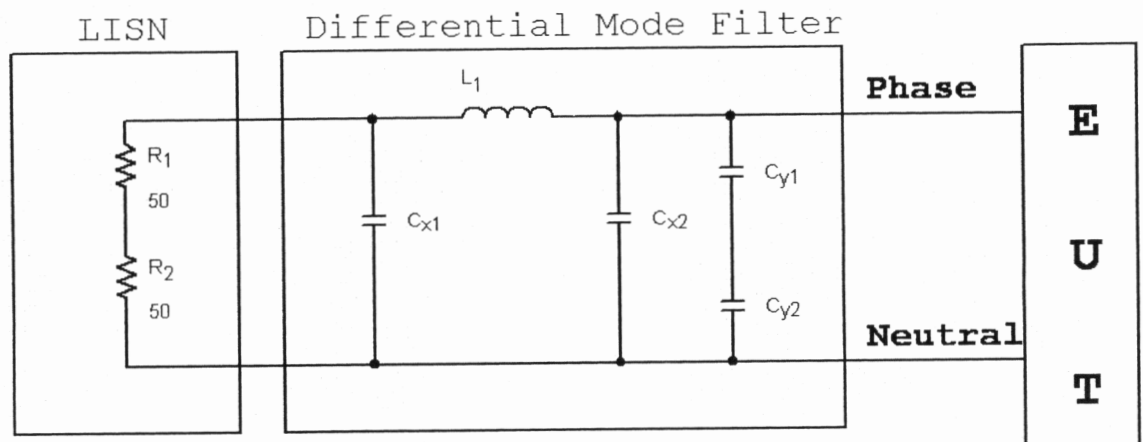 LISN
Differential Mode Filter
L1
Phase
R1
50
R2
50
Cx1
Cx2
Cy1
Cy2
Neutral
E
U
T